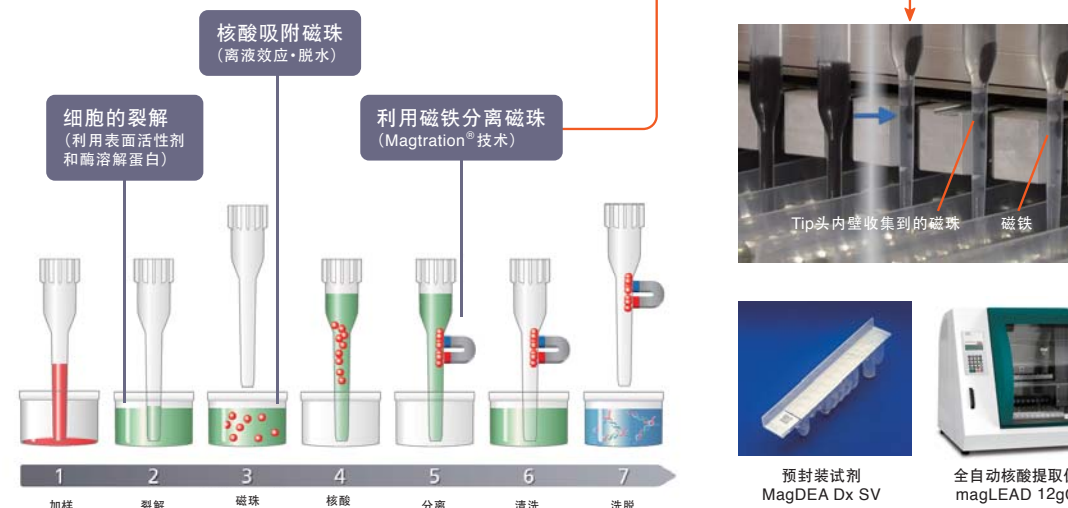 核酸吸附磁珠
（离液效应·脱水）
细胞的裂解
（利用表面活性剂
和酶溶解蛋白）
利用磁铁分离磁珠
（Magtration®技术）
Tip头内壁收集到的磁珠
磁铁
1 2 3 4 5 6 7
加样 裂解 磁珠 核酸 分离 清洗 洗脱
预封装试剂
MagDEA Dx SV
全自动核酸提取
magLEAD 12g